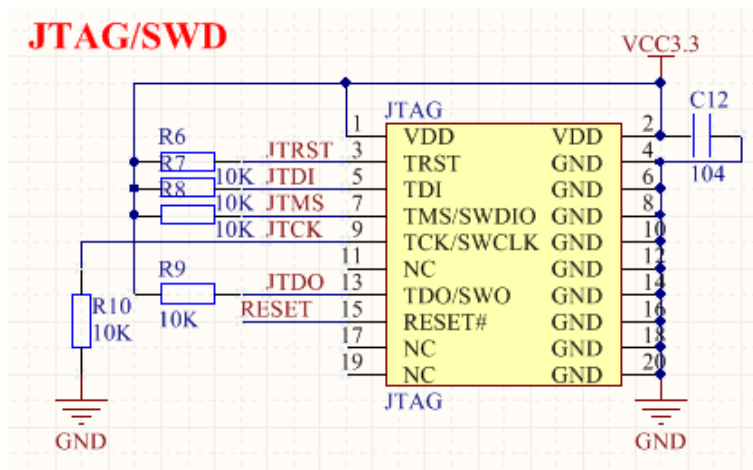 JTAG/SWD
VCC3.3
C12
104
JTAG
R6
R7
R8
10K
10K
10K
R9
10K
R10
10K
JTRST
JTDI
JTMS
JTCK
JTDO
RESET
1 VDD VDD 2
3 TRST GND 4
5 TDI GND 6
7 TMS/SWDIO GND 8
9 TCK/SWCLK GND 10
11 NC GND 12
13 TDO/SWO GND 14
15 RESET# GND 16
17 NC GND 18
19 NC GND 20
JTAG
GND
GND